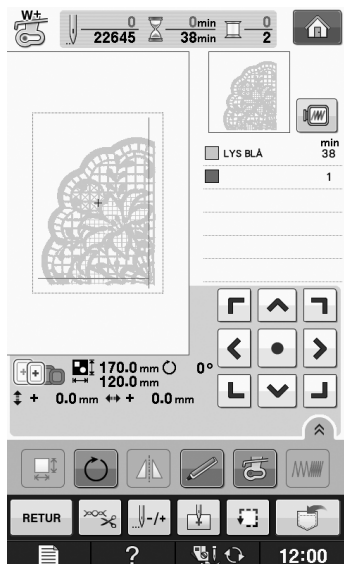 W+ 0 0min 0
22645 38min 2
min
LYS BLÅ 38
1
170.0 mm 0°
120.0 mm
+ 0.0 mm + 0.0 mm
RETUR -/+
? i 12:00